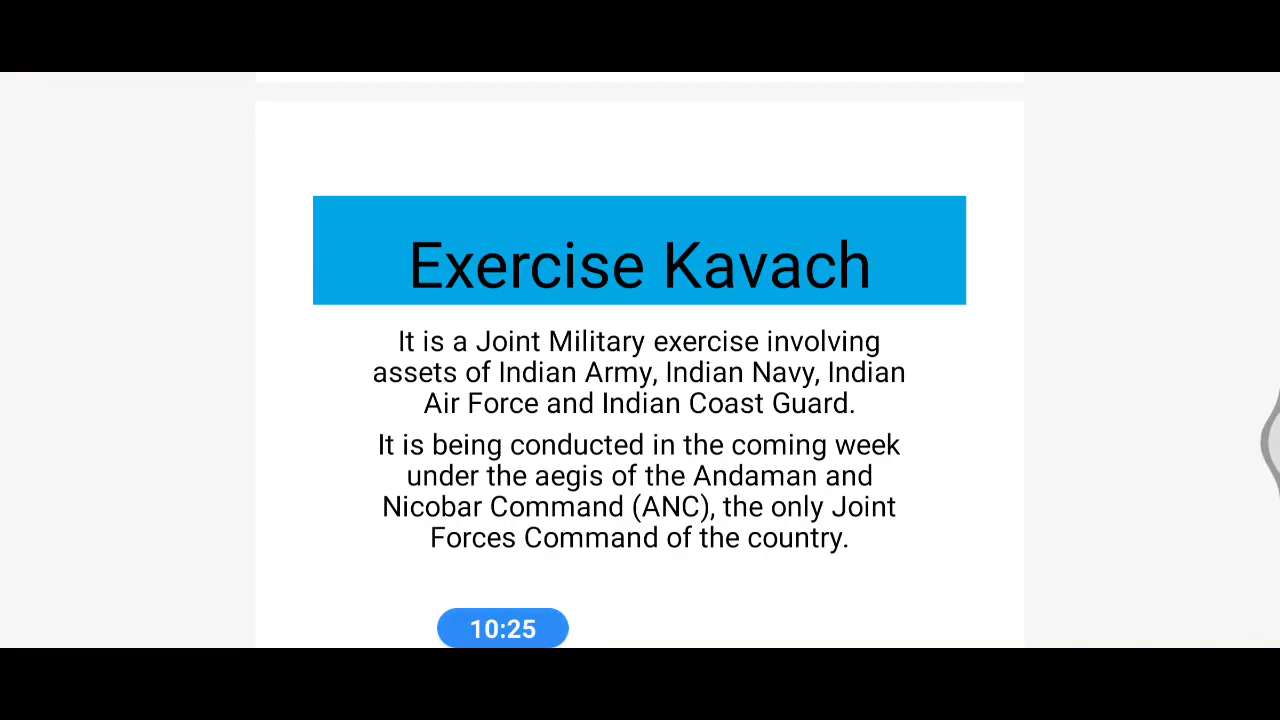 Exercise Kavach
It is a Joint Military exercise involving
assets of Indian Army, Indian Navy, Indian
Air Force and Indian Coast Guard.
It is being conducted in the coming week
under the aegis of the Andaman and
Nicobar Command (ANC), the only Joint
Forces Command of the country.
10:25